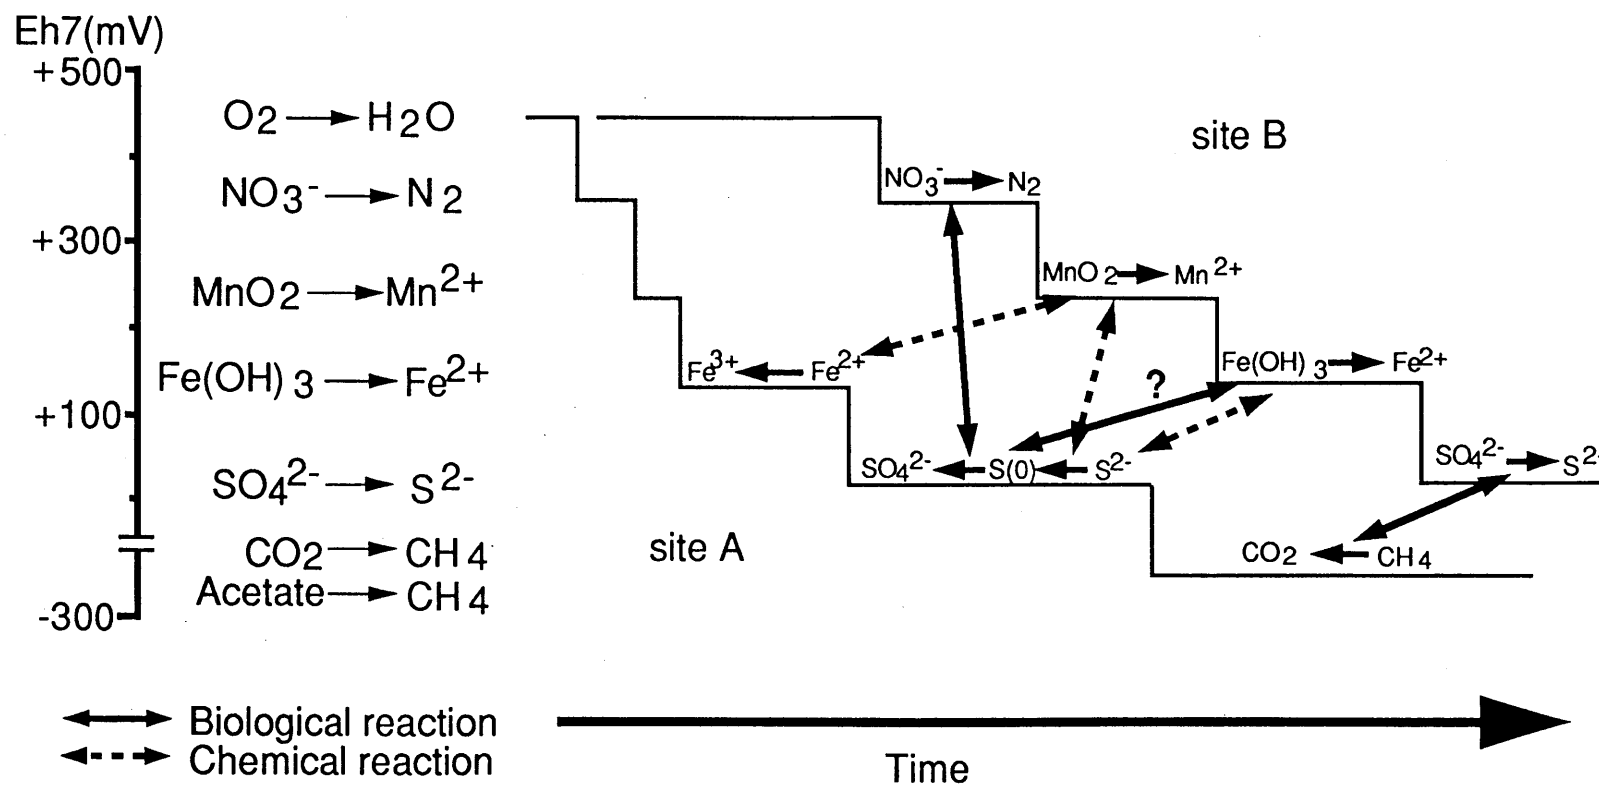 Eh7(mV)
+500
O2 → H2O
site B
NO3- → N2
NO3- → N2
+300
MnO2 → Mn2+
MnO2 → Mn2+
Fe(OH)3 → Fe2+
Fe3+ ← Fe2+
?
Fe(OH)3 → Fe2+
+100
SO42- → S2-
SO42- ← S(0) ← S2-
SO42- → S2-
site A
CO2 → CH4
CO2 ← CH4
Acetate → CH4
-300
Biological reaction
Chemical reaction
Time